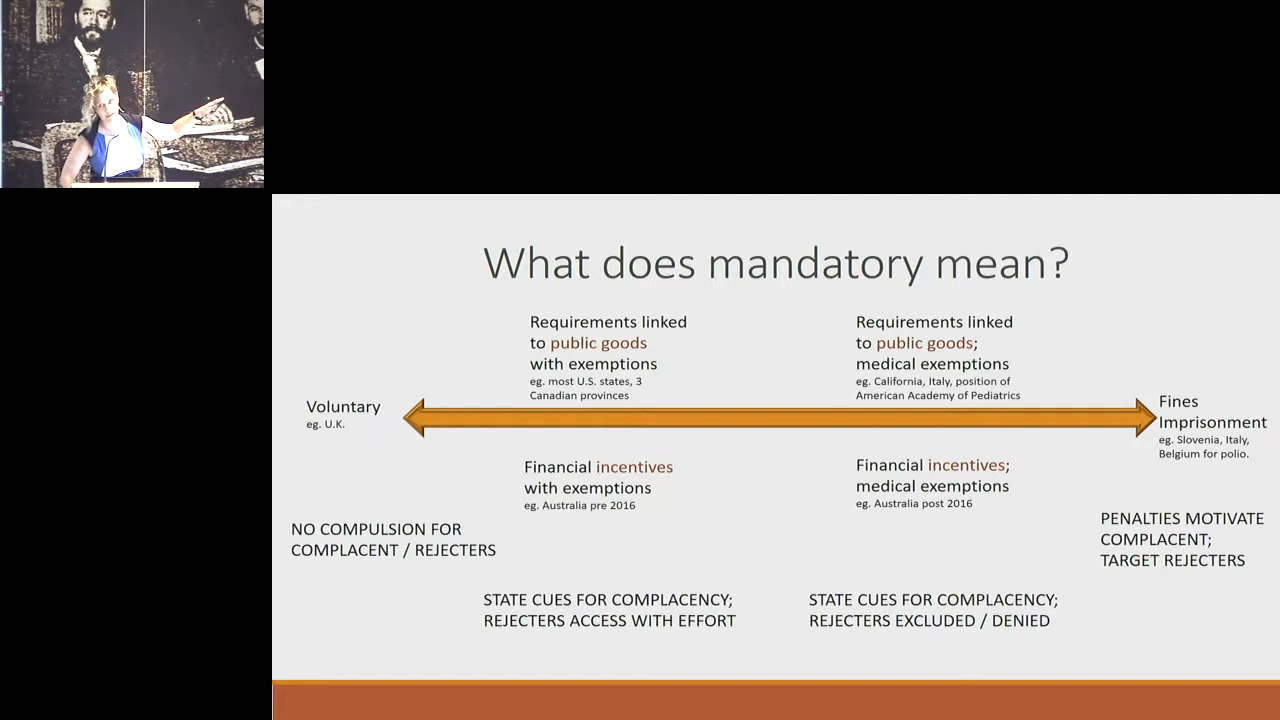 What does mandatory mean?
Requirements linked
to public goods
with exemptions
eg. most U.S. states, 3
Canadian provinces
Requirements linked
to public goods;
medical exemptions
eg. California, Italy, position of
American Academy of Pediatrics
Voluntary
eg. U.K.
Fines
Imprisonment
eg. Slovenia, Italy,
Belgium for polio.
Financial incentives
with exemptions
eg. Australia pre 2016
Financial incentives;
medical exemptions
eg. Australia post 2016
NO COMPULSION FOR
COMPLACENT / REJECTERS
PENALTIES MOTIVATE
COMPLACENT;
TARGET REJECTERS
STATE CUES FOR COMPLACENCY;
REJECTERS ACCESS WITH EFFORT
STATE CUES FOR COMPLACENCY;
REJECTERS EXCLUDED / DENIED